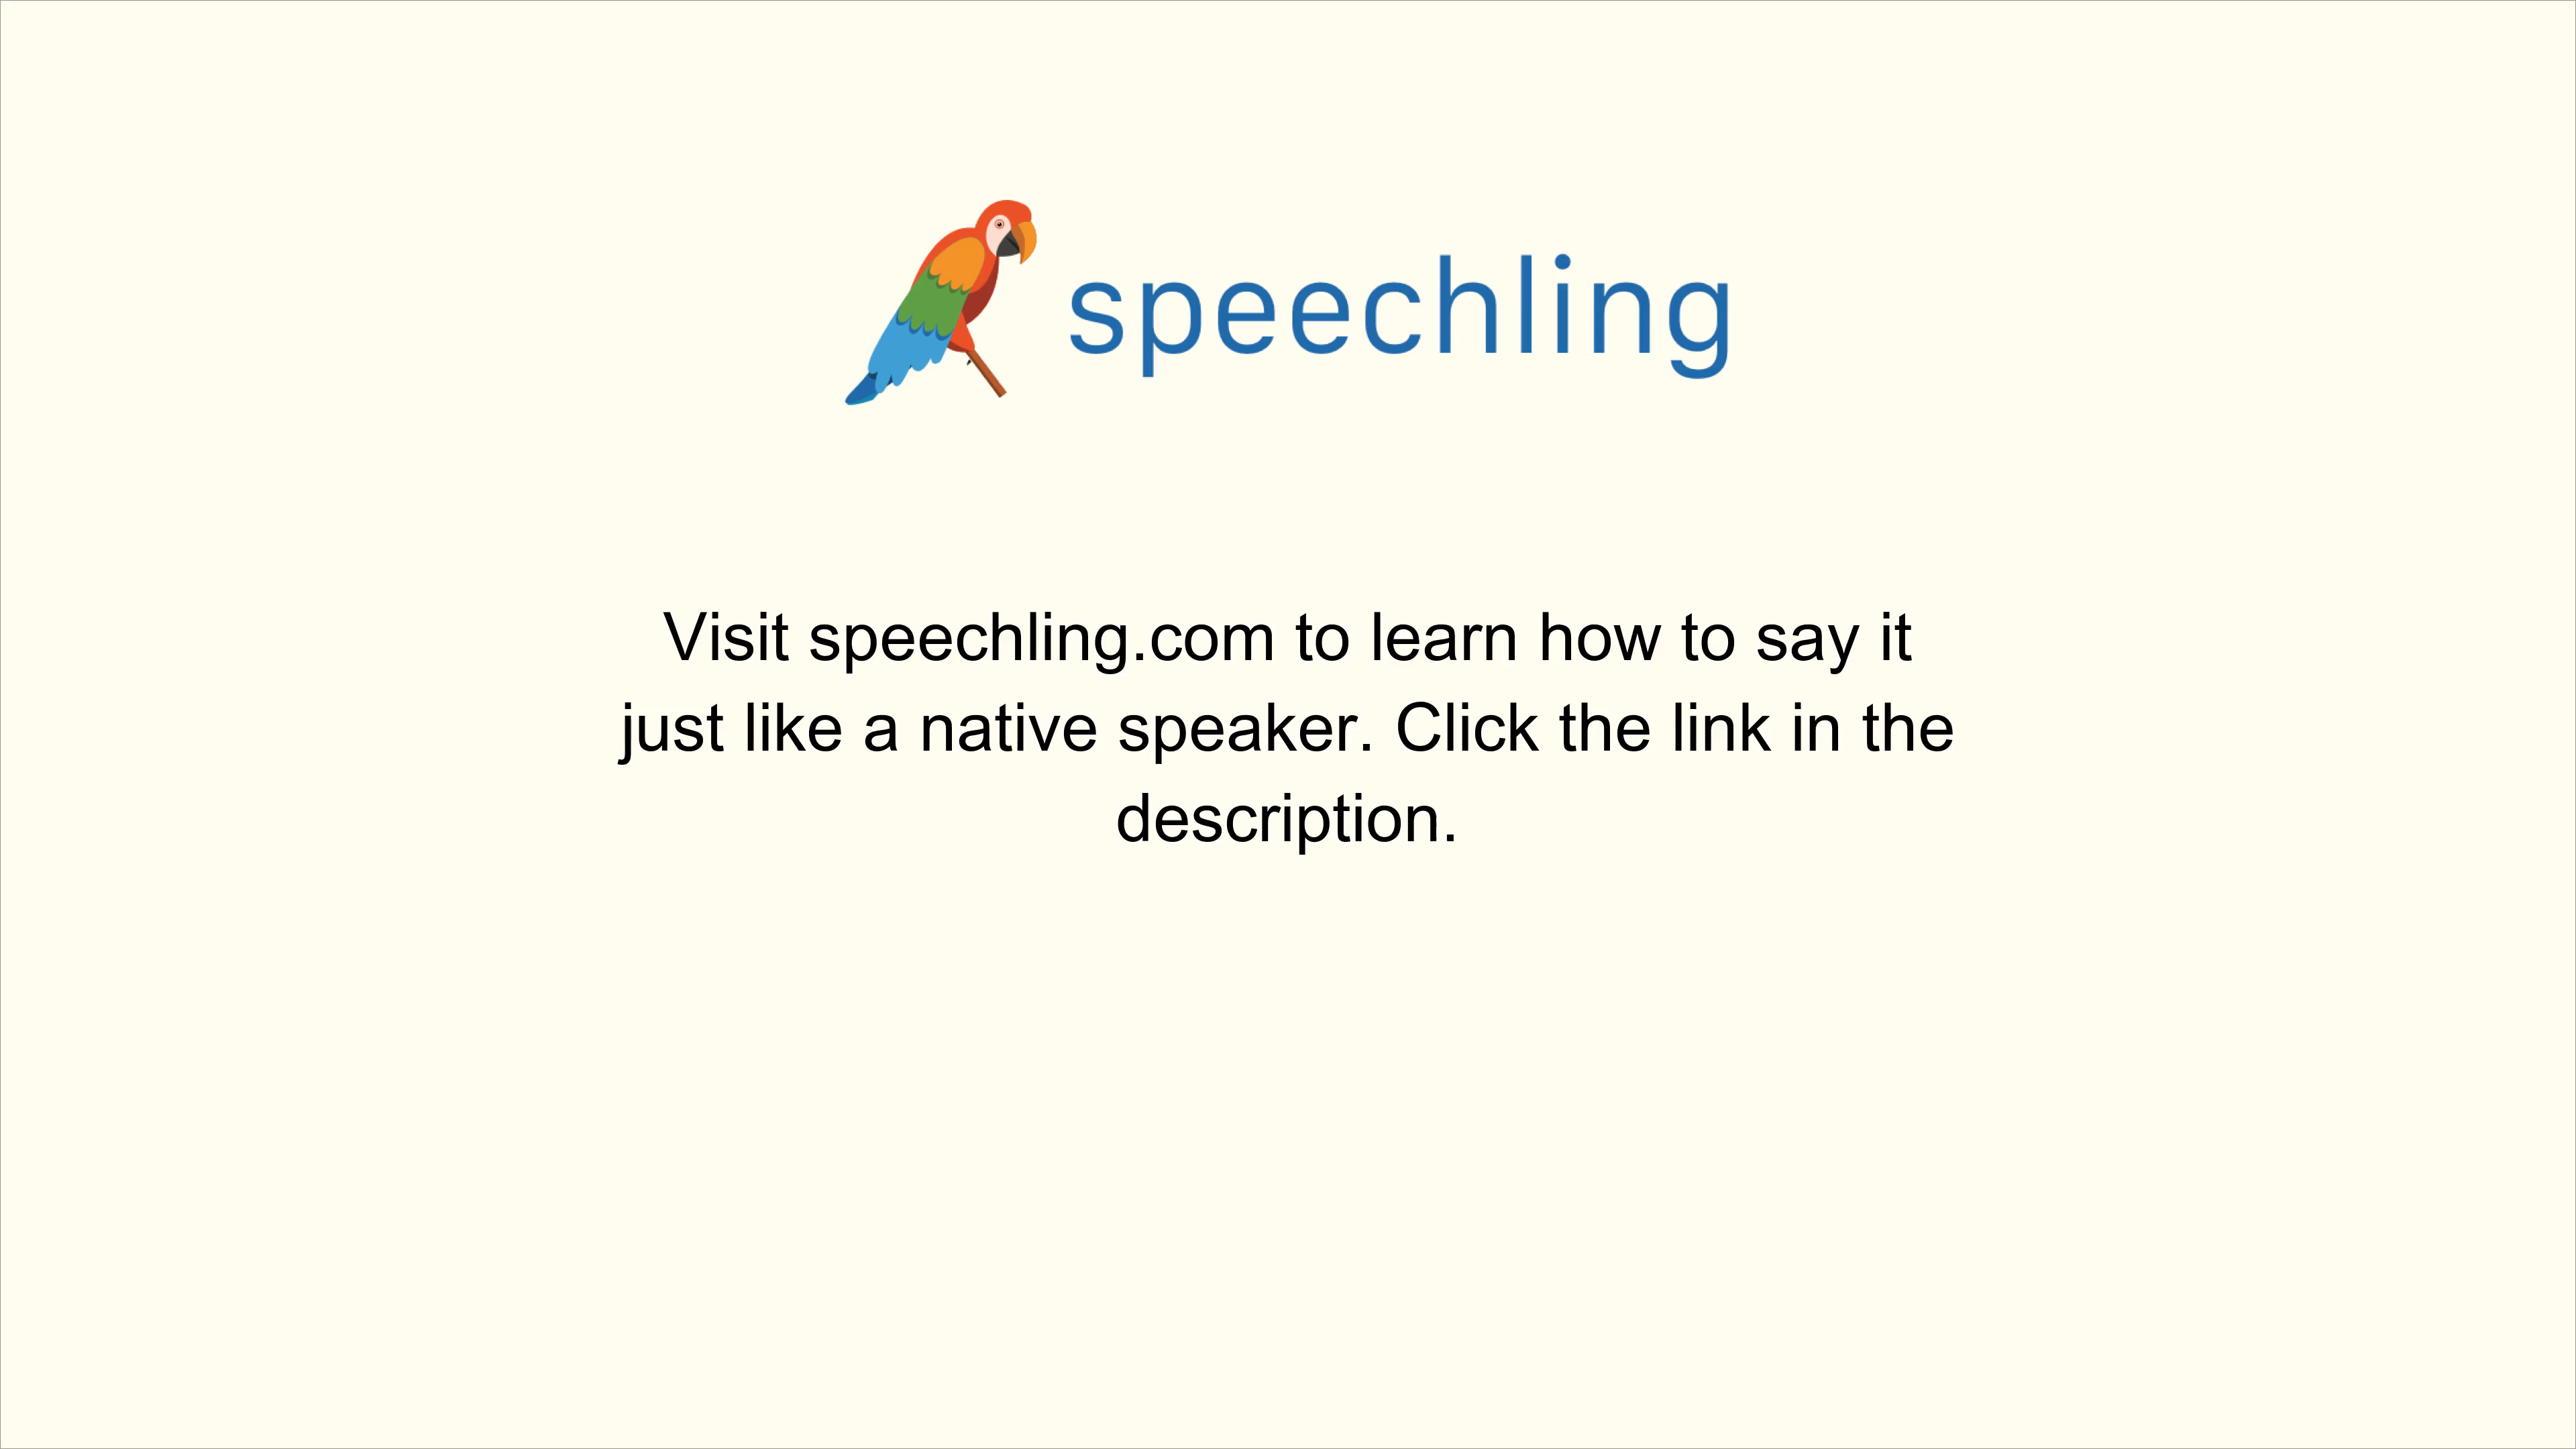 speechling
Visit speechling.com to learn how to say it
just like a native speaker. Click the link in the
description.